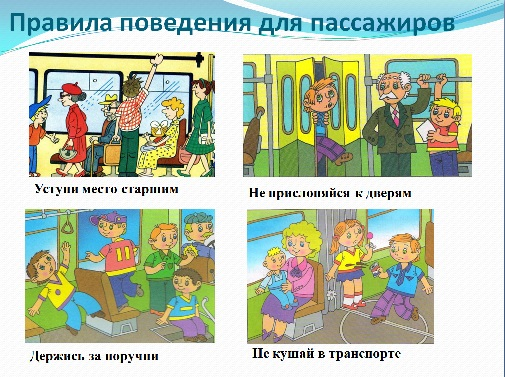 Правила поведения для пассажиров
Уступи место старшим
Не прислоняйся к дверям
Держись за поручни
Не кушай в транспорте